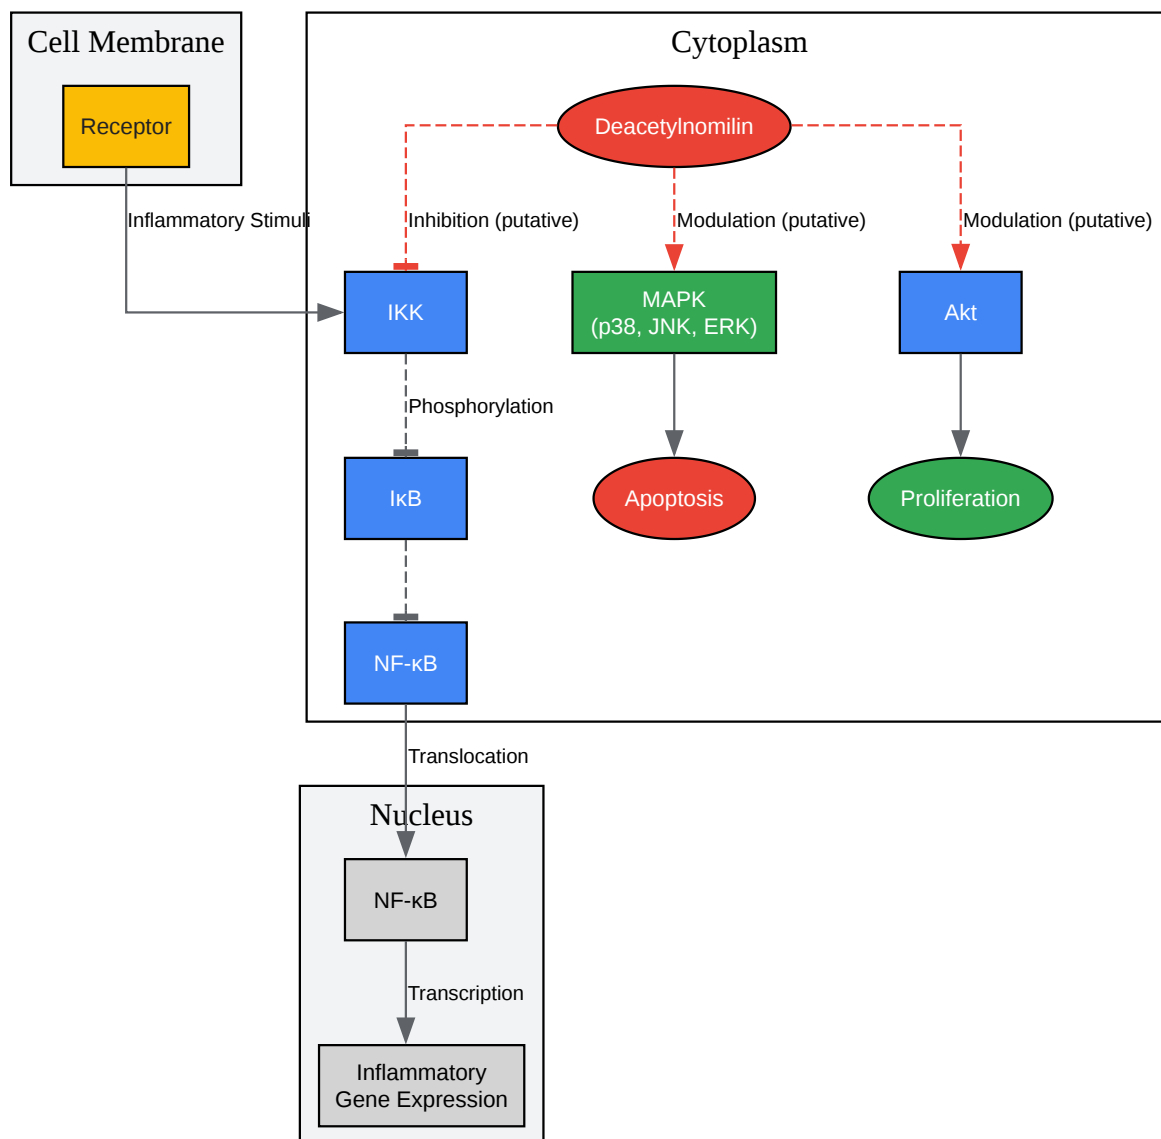 Cell Membrane
Cytoplasm
Receptor
Deacetylnomilin
Inflammatory Stimuli
Inhibition (putative)
Modulation (putative)
Modulation (putative)
IKK
MAPK
(p38, JNK, ERK)
Akt
Phosphorylation
IκB
Apoptosis
Proliferation
NF-κB
Translocation
Nucleus
NF-κB
Transcription
Inflammatory
Gene Expression